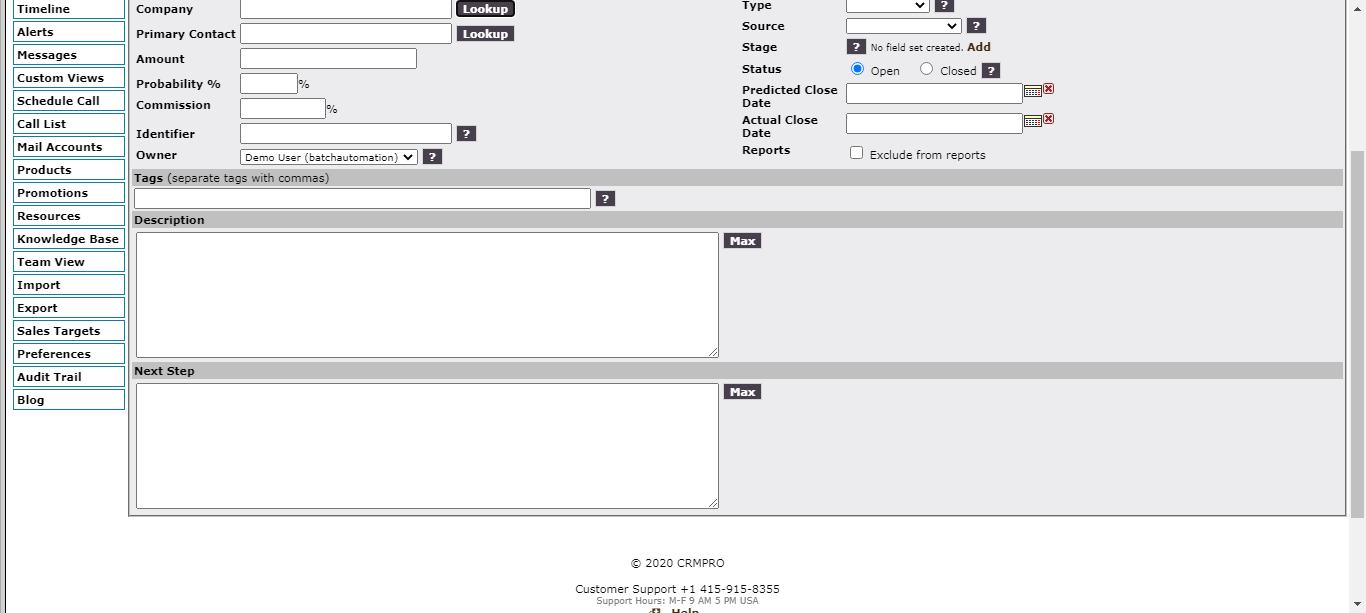 Timeline
Alerts
Messages
Custom Views
Schedule Call
Call List
Mail Accounts
Products
Promotions
Resources
Knowledge Base
Team View
Import
Export
Sales Targets
Preferences
Audit Trail
Blog
Company Lookup
Primary Contact Lookup
Amount
Probability % %
Commission %
Identifier ?
Owner Demo User (batchautomation) ?
Type ?
Source ?
Stage ? No field set created. Add
Status Open Closed ?
Predicted Close
Date
Actual Close
Date
Reports Exclude from reports
Tags (separate tags with commas)
?
Description
Max
Next Step
Max
© 2020 CRMPRO
Customer Support +1 415-915-8355
Support Hours: M-F 9 AM 5 PM USA
Help